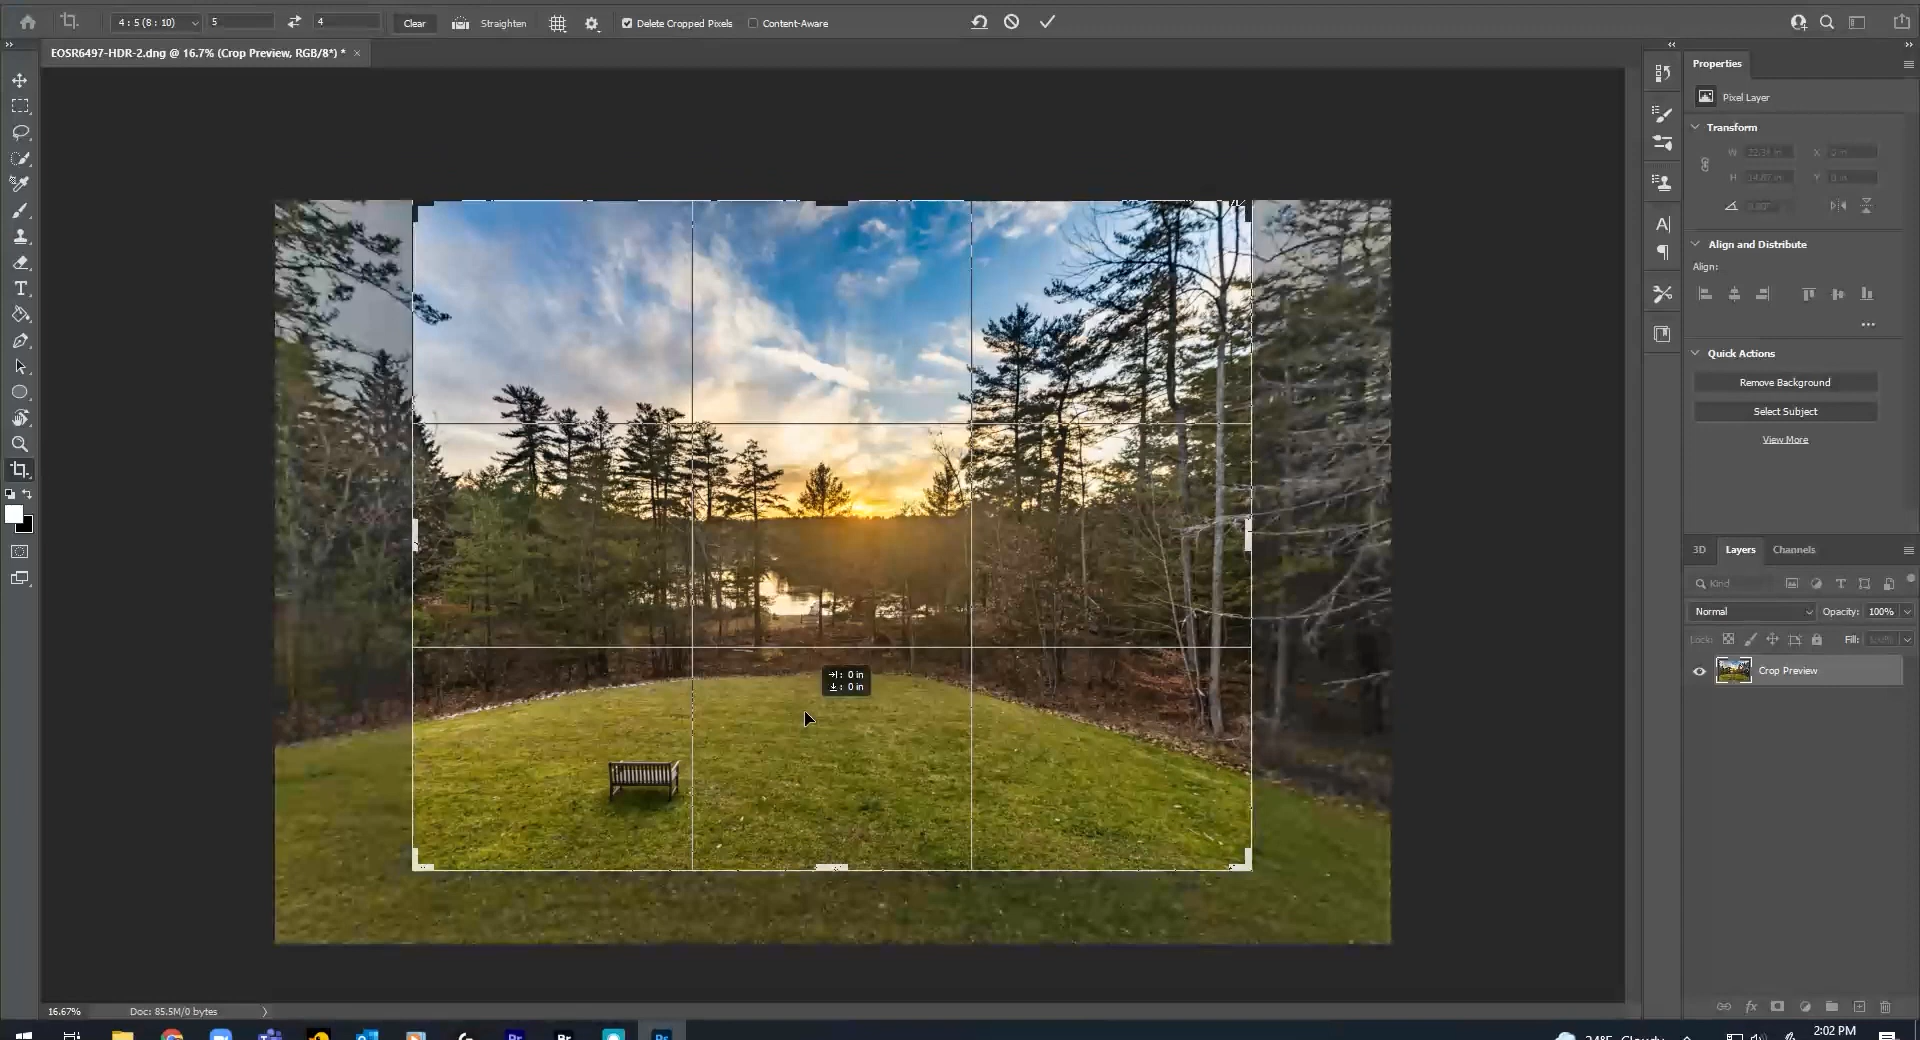 4 : 5 (8 : 10) 5 4 Clear Straighten Delete Cropped Pixels Content-Aware
EOSR6497-HDR-2.dng @ 16.7% (Crop Preview, RGB/8*) * ×
Properties
Pixel Layer
Transform
W X
H Y
Align and Distribute
Align:
Quick Actions
Remove Background
Select Subject
View More
: 0 in
: 0 in
3D Layers Channels
Kind
Normal Opacity: 100%
Lock: Fill:
Crop Preview
16.67% Doc: 85.5M/0 bytes
2:02 PM